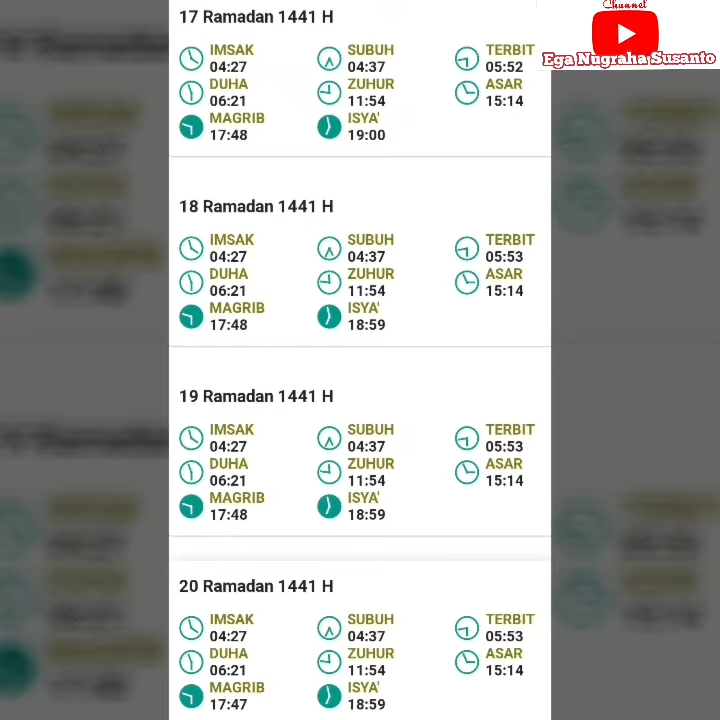 Channel
Ega Nugraha Susanto
17 Ramadan 1441 H
IMSAK SUBUH TERBIT
04:27 04:37 05:52
DUHA ZUHUR ASAR
06:21 11:54 15:14
MAGRIB ISYA'
17:48 19:00
18 Ramadan 1441 H
IMSAK SUBUH TERBIT
04:27 04:37 05:53
DUHA ZUHUR ASAR
06:21 11:54 15:14
MAGRIB ISYA'
17:48 18:59
19 Ramadan 1441 H
IMSAK SUBUH TERBIT
04:27 04:37 05:53
DUHA ZUHUR ASAR
06:21 11:54 15:14
MAGRIB ISYA'
17:48 18:59
20 Ramadan 1441 H
IMSAK SUBUH TERBIT
04:27 04:37 05:53
DUHA ZUHUR ASAR
06:21 11:54 15:14
MAGRIB ISYA'
17:47 18:59